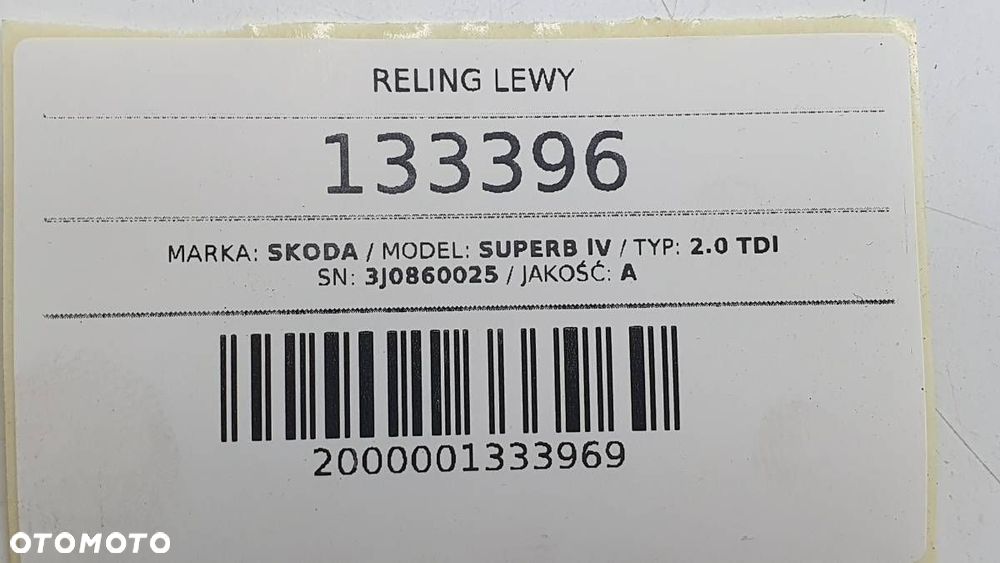 RELING LEWY
133396
MARKA: SKODA / MODEL: SUPERB IV / TYP: 2.0 TDI
SN: 3J0860025 / JAKOŚĆ: A
2000001333969
OTOMOTO